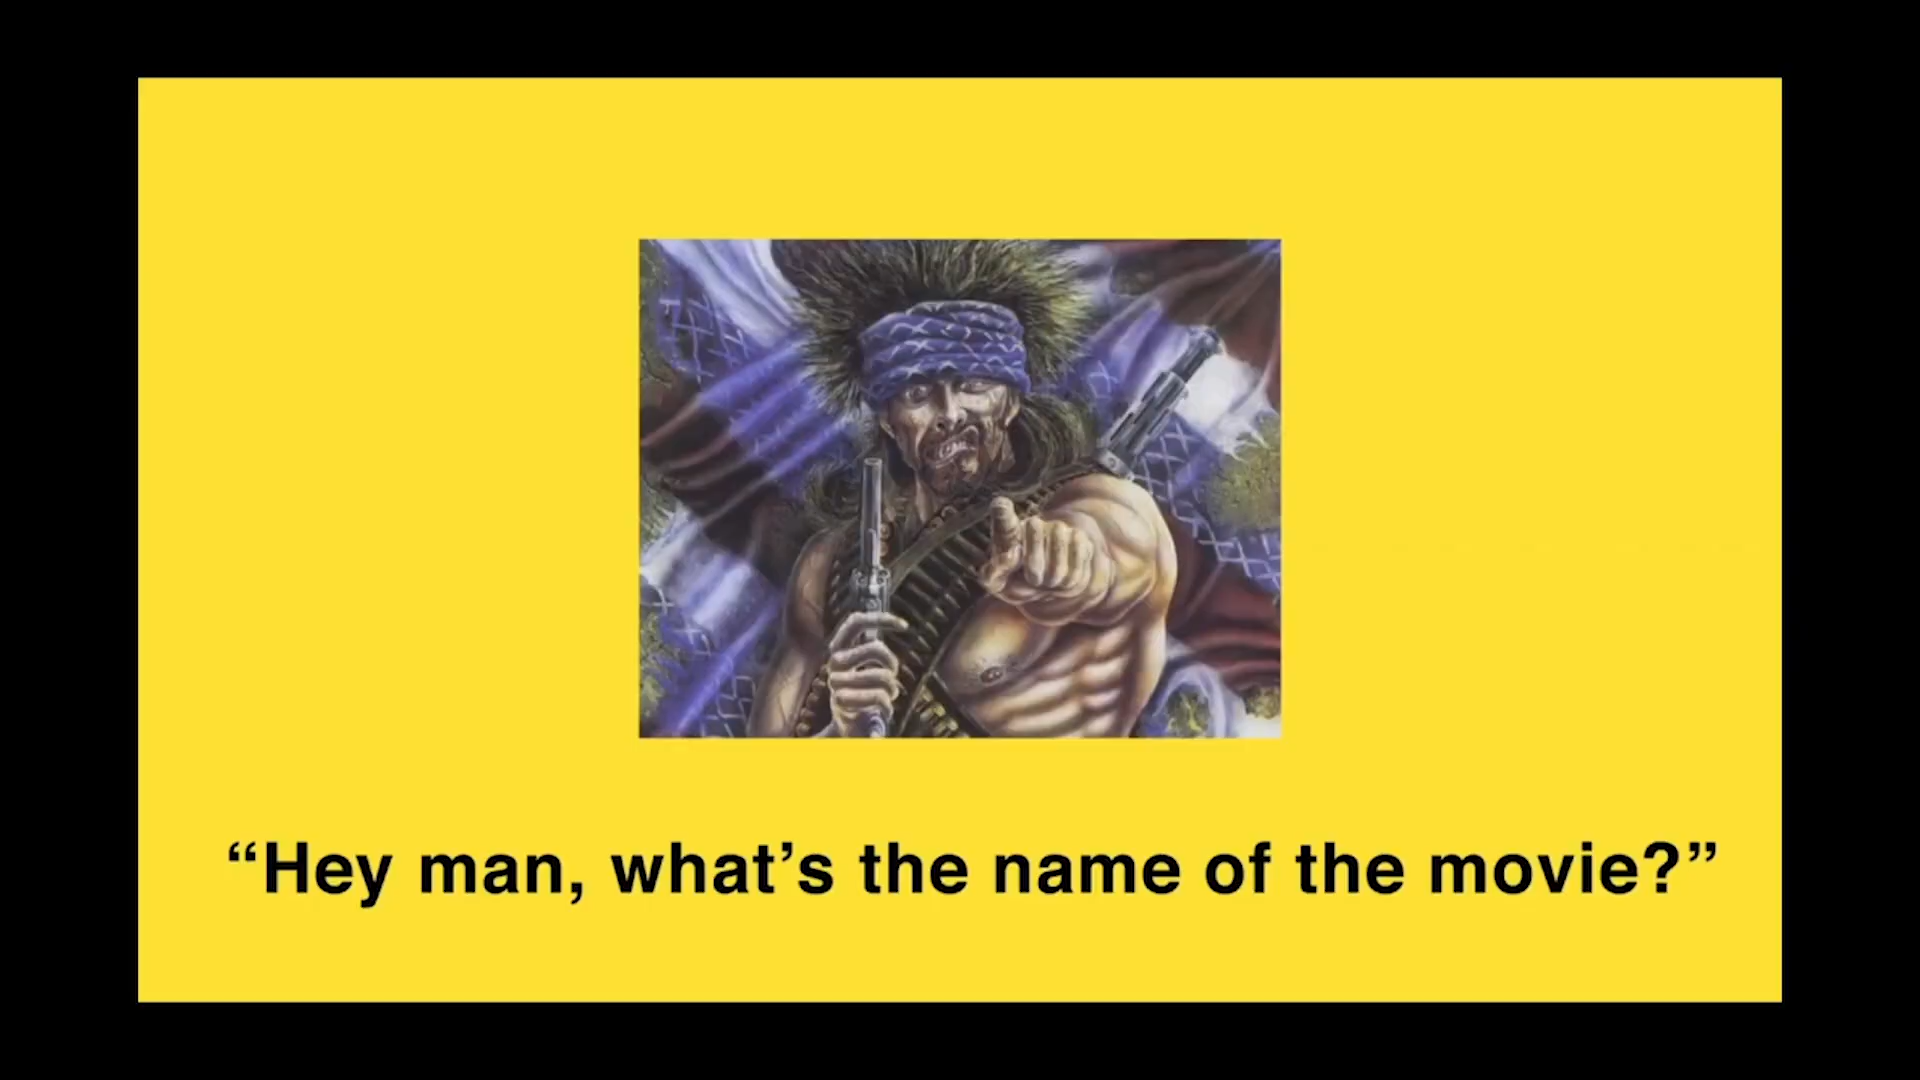 “Hey man, what’s the name of the movie?”